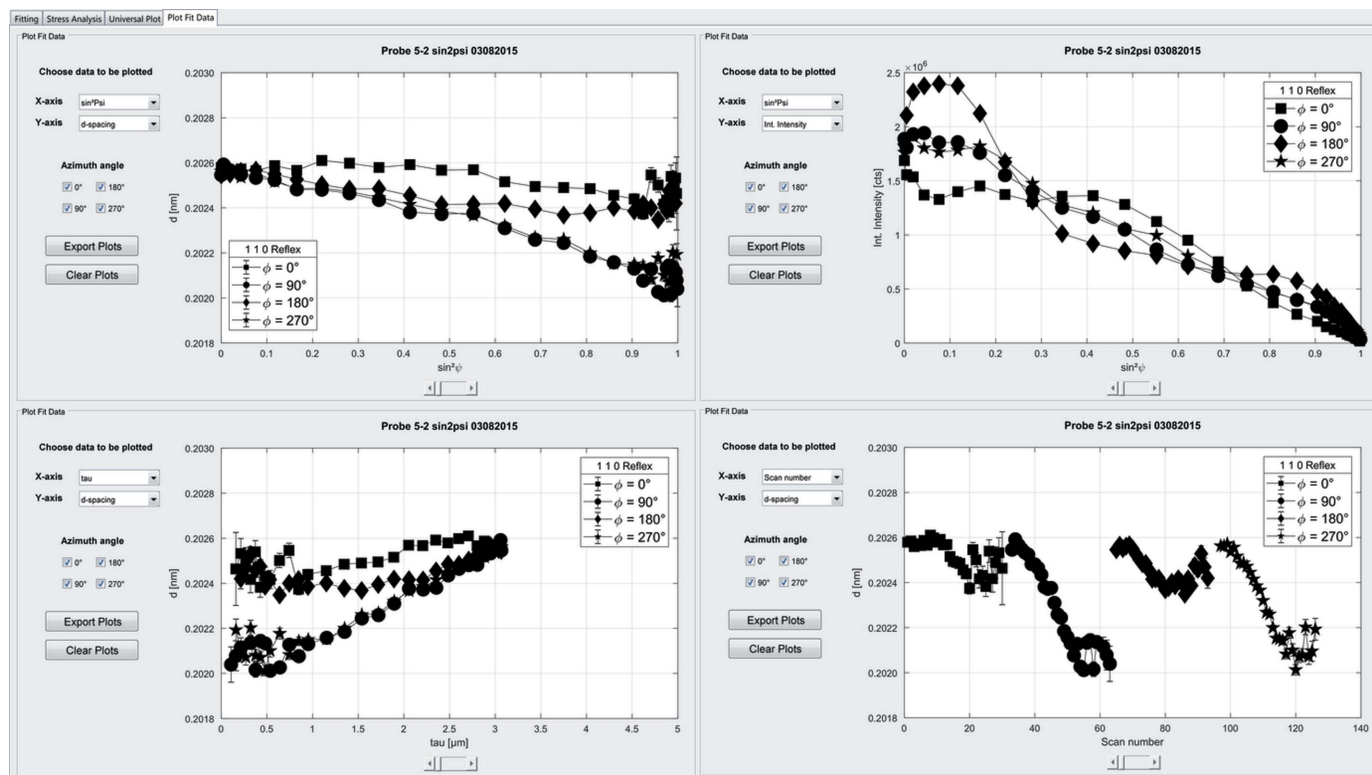 Fitting Stress Analysis Universal Plot Plot Fit Data
Plot Fit Data
Probe 5-2 sin2psi 03082015
Choose data to be plotted
X-axis sin²Psi
Y-axis d-spacing
Azimuth angle
0° 180°
90° 270°
Export Plots
Clear Plots
d [nm]
0.2030
0.2028
0.2026
0.2024
0.2022
0.2020
0.2018
1 1 0 Reflex
ϕ = 0°
ϕ = 90°
ϕ = 180°
ϕ = 270°
0 0.1 0.2 0.3 0.4 0.5 0.6 0.7 0.8 0.9 1
sin²ψ
Plot Fit Data
Probe 5-2 sin2psi 03082015
Choose data to be plotted
X-axis sin²Psi
Y-axis Int. Intensity
Azimuth angle
0° 180°
90° 270°
Export Plots
Clear Plots
Int. Intensity [cts]
×10⁶
2.5
2
1.5
1
0.5
0
1 1 0 Reflex
ϕ = 0°
ϕ = 90°
ϕ = 180°
ϕ = 270°
0 0.1 0.2 0.3 0.4 0.5 0.6 0.7 0.8 0.9 1
sin²ψ
Plot Fit Data
Probe 5-2 sin2psi 03082015
Choose data to be plotted
X-axis tau
Y-axis d-spacing
Azimuth angle
0° 180°
90° 270°
Export Plots
Clear Plots
d [nm]
0.2030
0.2028
0.2026
0.2024
0.2022
0.2020
0.2018
1 1 0 Reflex
ϕ = 0°
ϕ = 90°
ϕ = 180°
ϕ = 270°
0 0.5 1 1.5 2 2.5 3 3.5 4 4.5 5
tau [µm]
Plot Fit Data
Probe 5-2 sin2psi 03082015
Choose data to be plotted
X-axis Scan number
Y-axis d-spacing
Azimuth angle
0° 180°
90° 270°
Export Plots
Clear Plots
d [nm]
0.2030
0.2028
0.2026
0.2024
0.2022
0.2020
0.2018
1 1 0 Reflex
ϕ = 0°
ϕ = 90°
ϕ = 180°
ϕ = 270°
0 20 40 60 80 100 120 140
Scan number